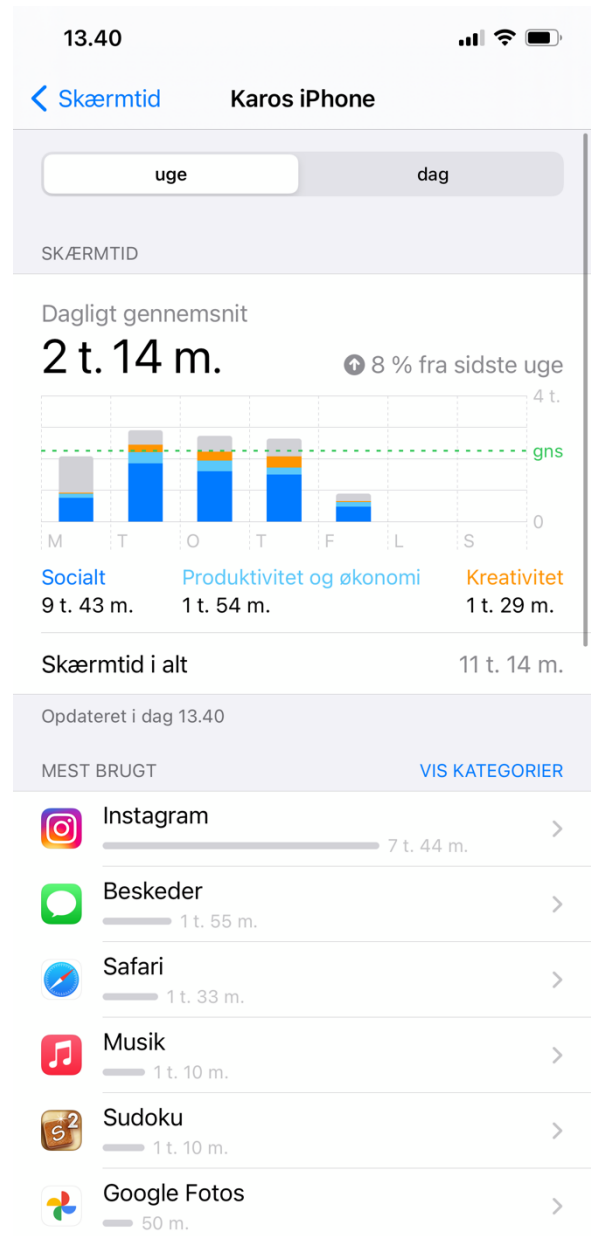 13.40
Skærmtid Karos iPhone
uge dag
SKÆRMTID
Dagligt gennemsnit
2 t. 14 m.
8 % fra sidste uge
4 t.
gns
0
M T O T F L S
Socialt Produktivitet og økonomi Kreativitet
9 t. 43 m. 1 t. 54 m. 1 t. 29 m.
Skærmtid i alt 11 t. 14 m.
Opdateret i dag 13.40
MEST BRUGT VIS KATEGORIER
Instagram
7 t. 44 m.
Beskeder
1 t. 55 m.
Safari
1 t. 33 m.
Musik
1 t. 10 m.
S2
Sudoku
1 t. 10 m.
Google Fotos
50 m.